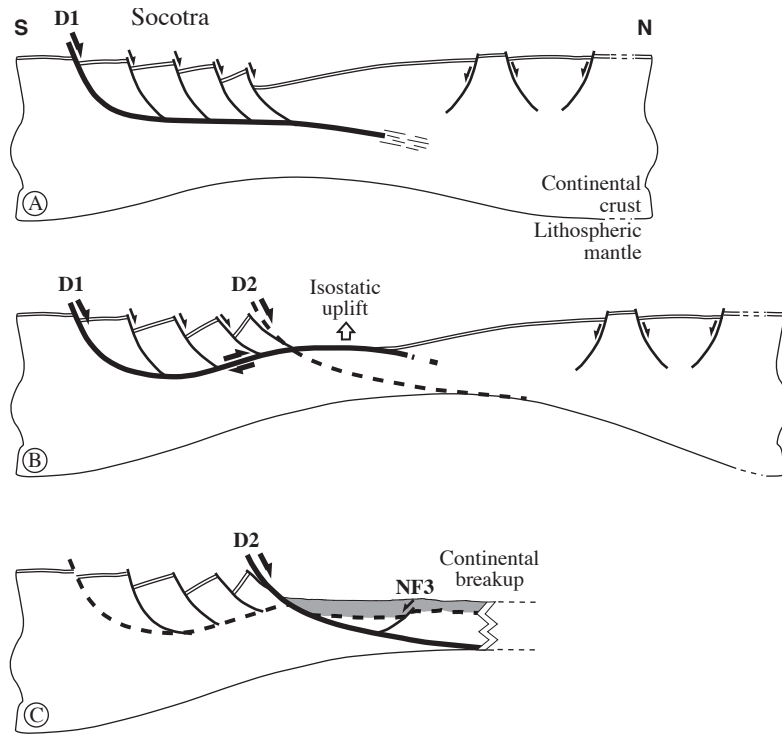 S
D1
Socotra
N
A
Continental
crust
Lithospheric
mantle
D1
D2
Isostatic
uplift
B
D2
NF3
Continental
breakup
C